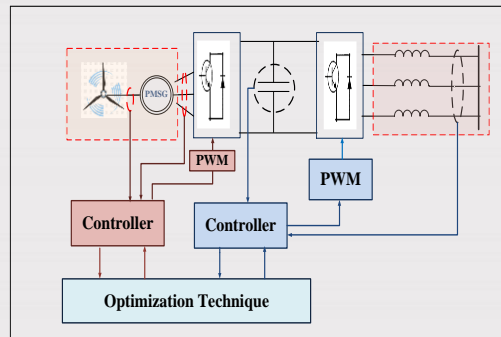 PMSG
PWM
PWM
Controller
Controller
Optimization Technique